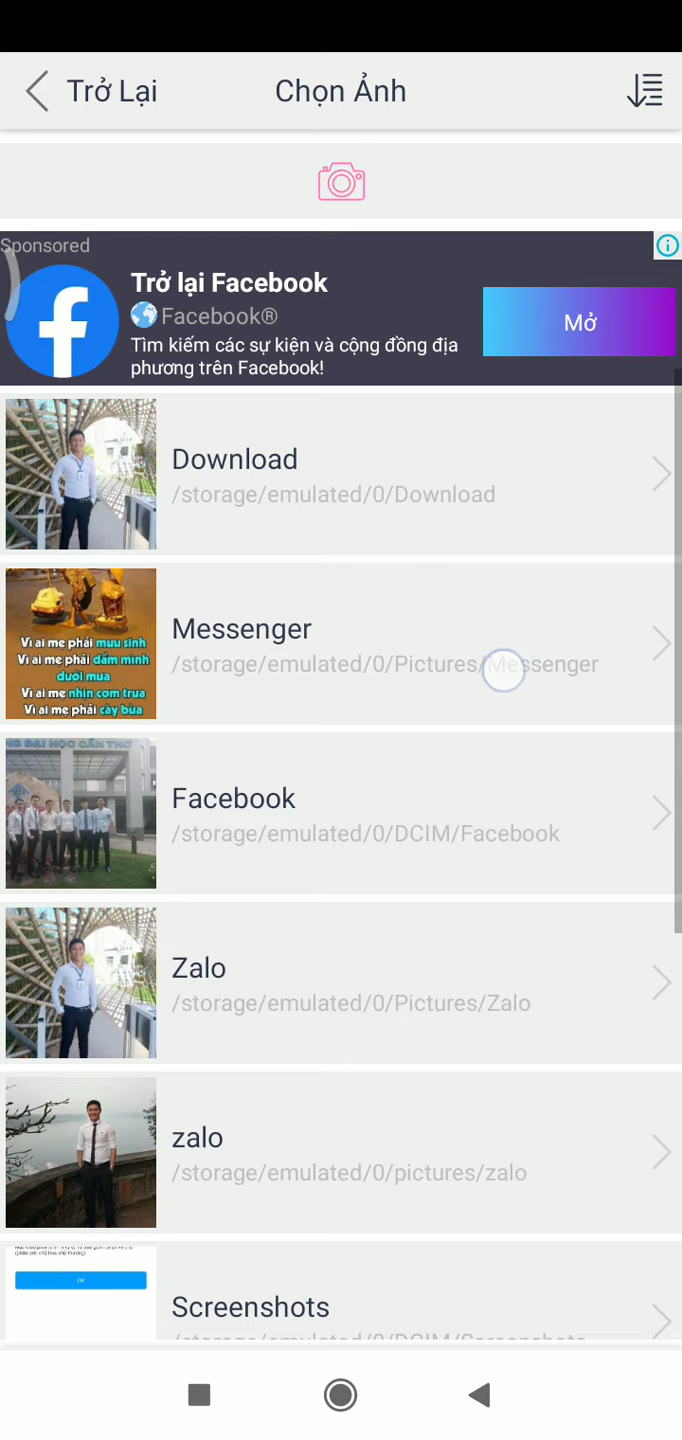 Trở Lại
Chọn Ảnh
Sponsored
Trở lại Facebook
Facebook®
Tìm kiếm các sự kiện và cộng đồng địa
phương trên Facebook!
Mở
Download
/storage/emulated/0/Download
Vì ai mẹ phải mưu sinh
Vì ai mẹ phải dầm mình
dưới mưa
Vì ai mẹ nhịn cơm trưa
Vì ai mẹ phải cày bừa
Messenger
/storage/emulated/0/Pictures/Messenger
NG ĐẠI HỌC CẦN THƠ
Facebook
/storage/emulated/0/DCIM/Facebook
Zalo
/storage/emulated/0/Pictures/Zalo
zalo
/storage/emulated/0/pictures/zalo
OK
Screenshots
/storage/emulated/0/DCIM/Screenshots